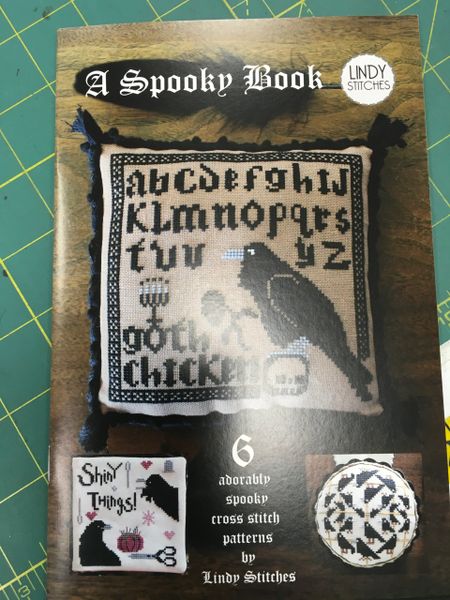 A Spooky Book
LINDY
STITCHES
abcdefghij
klmnopqrs
tuv yz
goth
chicken
6
adorably
spooky
cross stitch
patterns
by
Lindy Stitches
Shiny
Things!